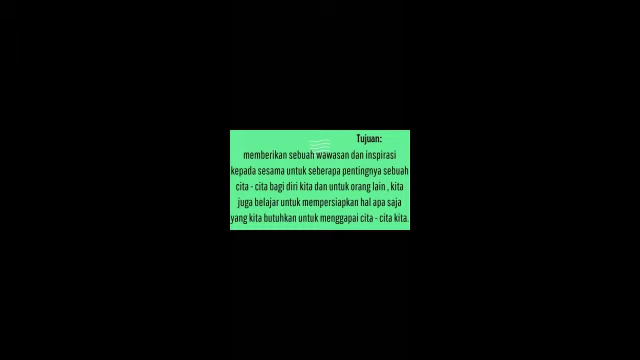 Tujuan:
memberikan sebuah wawasan dan inspirasi
kepada sesama untuk seberapa pentingnya sebuah
cita - cita bagi diri kita dan untuk orang lain , kita
juga belajar untuk mempersiapkan hal apa saja
yang kita butuhkan untuk menggapai cita - cita kita.